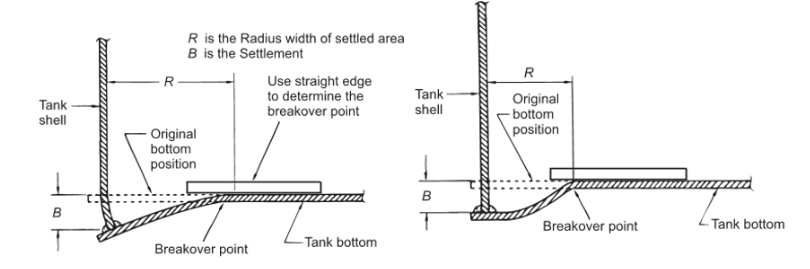 R is the Radius width of settled area
B is the Settlement
R
Use straight edge
to determine the
breakover point
Tank
shell
Original
bottom
position
B
Breakover point
Tank bottom
R
Tank
shell
Original
bottom
position
B
Breakover point
Tank bottom